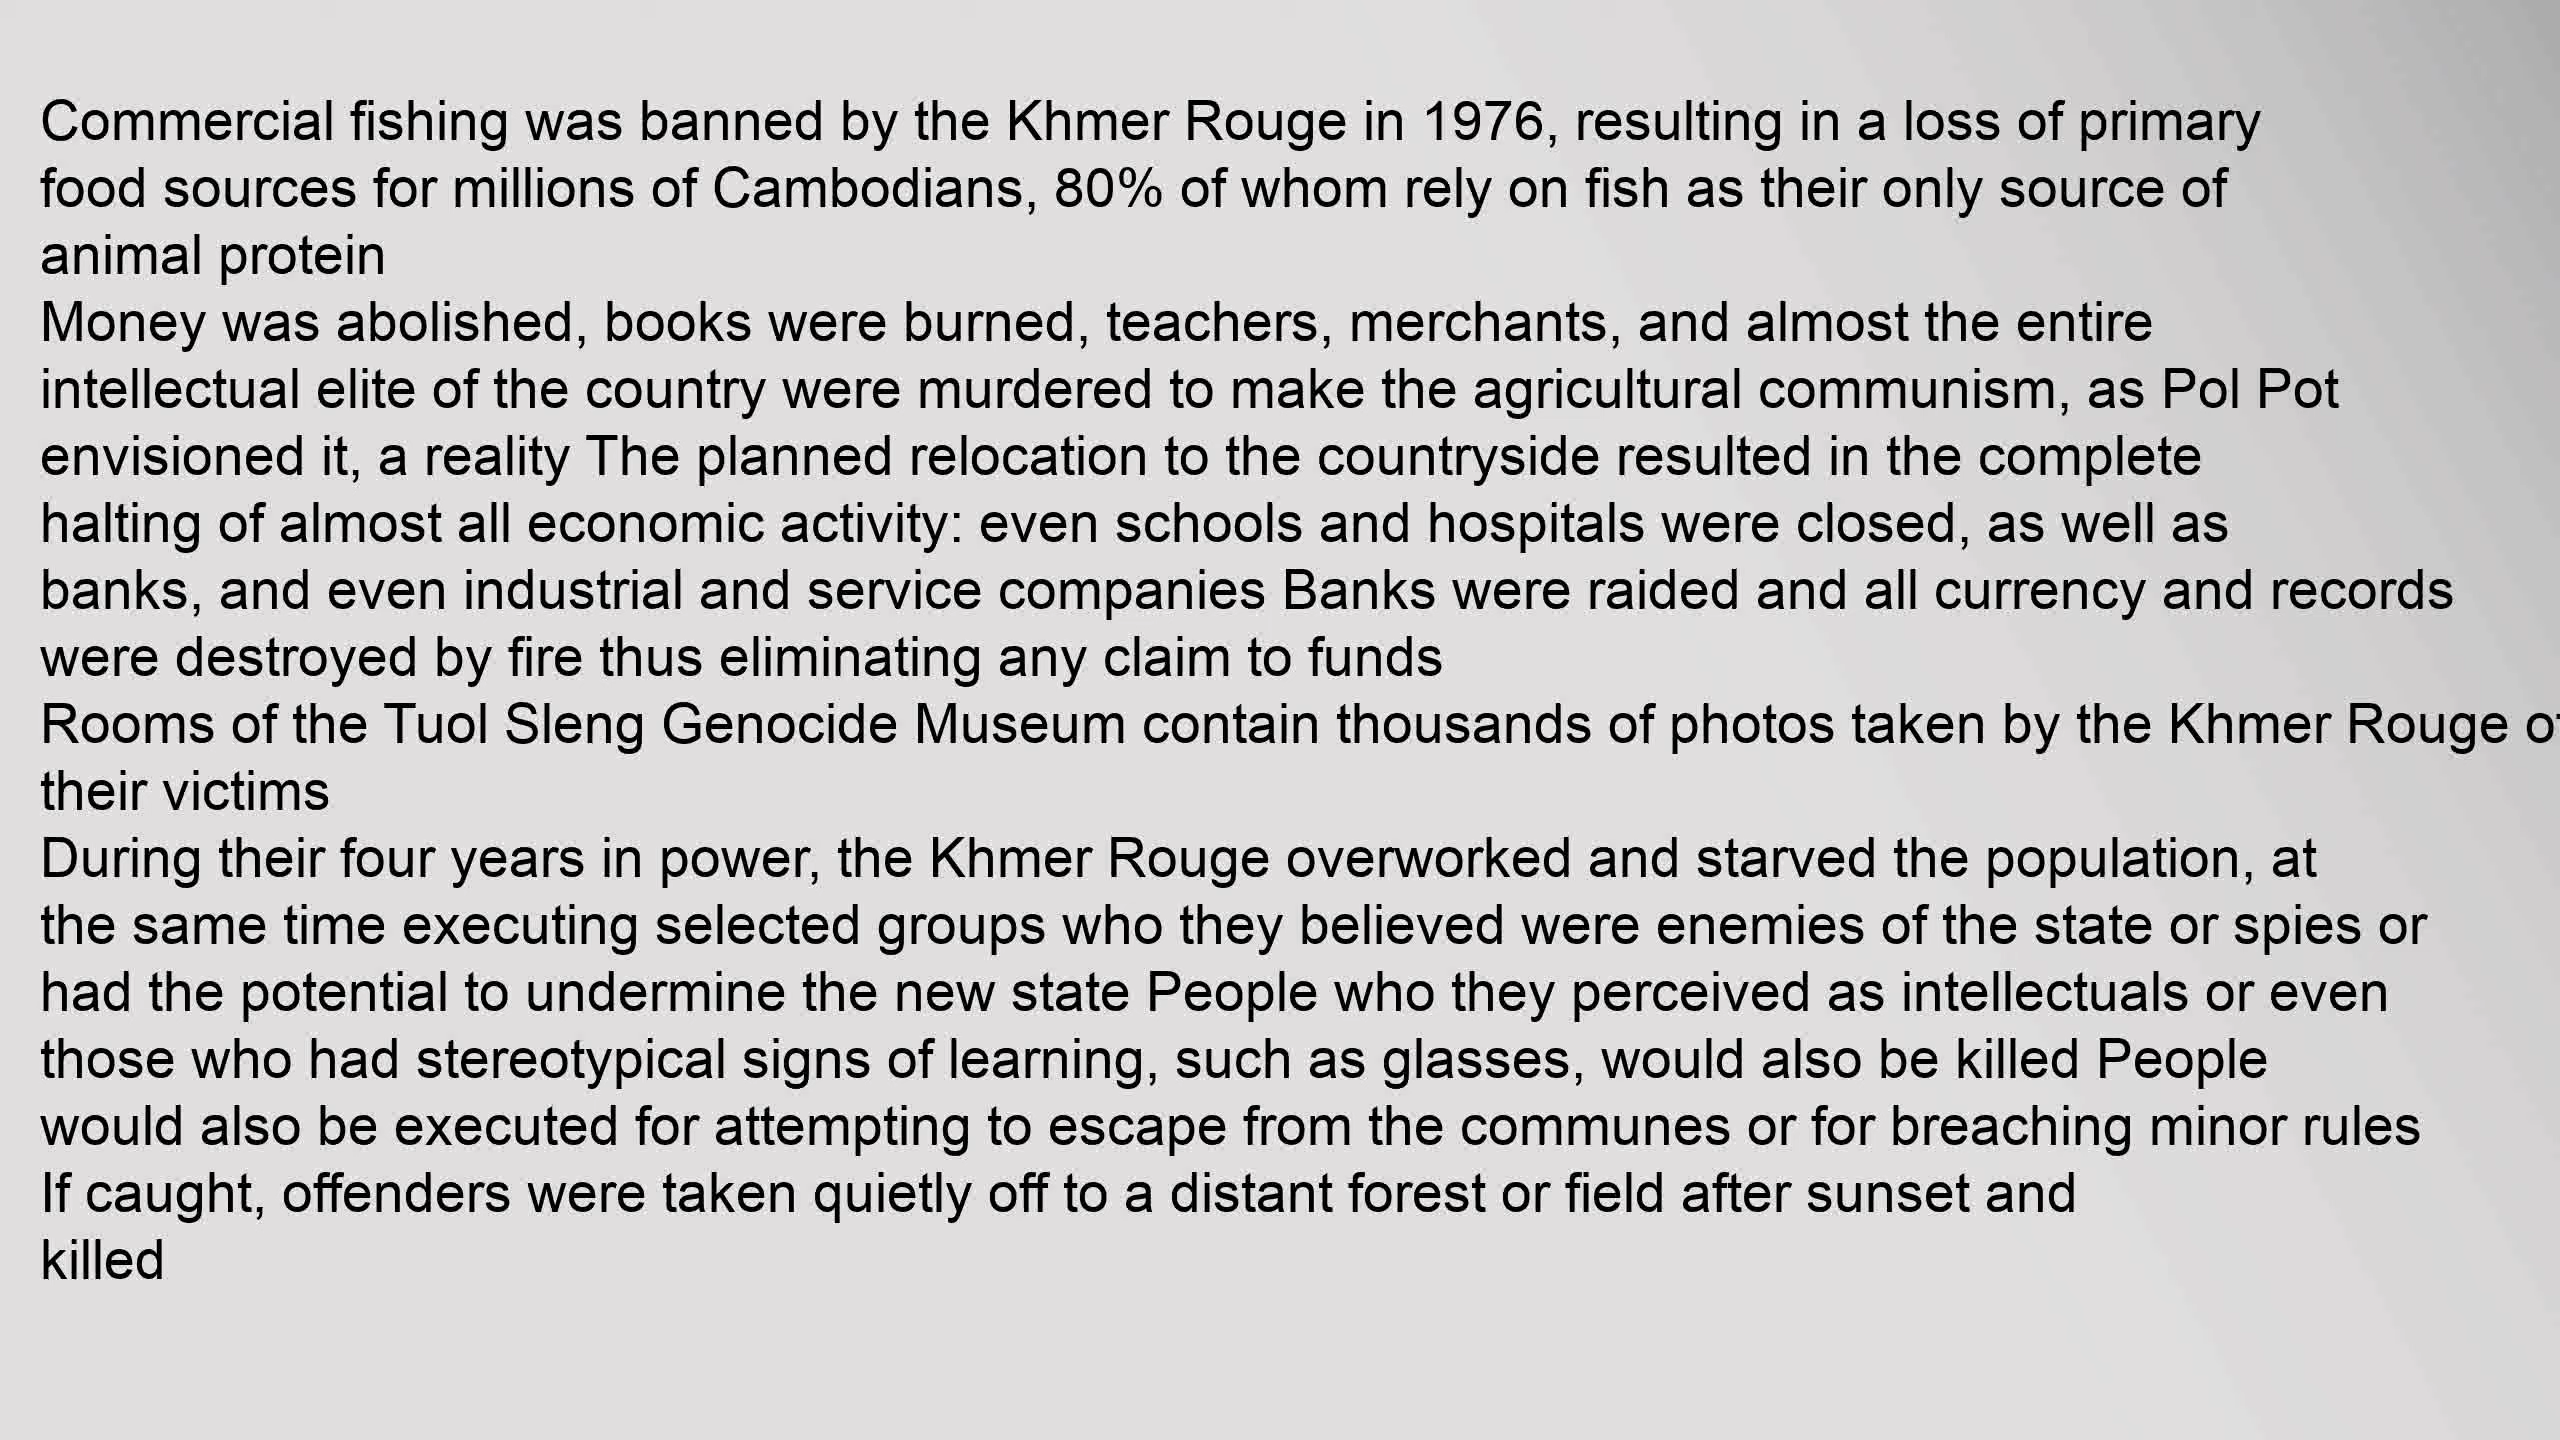 Commercial fishing was banned by the Khmer Rouge in 1976, resulting in a loss of primary
food sources for millions of Cambodians, 80% of whom rely on fish as their only source of
animal protein
Money was abolished, books were burned, teachers, merchants, and almost the entire
intellectual elite of the country were murdered to make the agricultural communism, as Pol Pot
envisioned it, a reality The planned relocation to the countryside resulted in the complete
halting of almost all economic activity: even schools and hospitals were closed, as well as
banks, and even industrial and service companies Banks were raided and all currency and records
were destroyed by fire thus eliminating any claim to funds
Rooms of the Tuol Sleng Genocide Museum contain thousands of photos taken by the Khmer Rouge of
their victims
During their four years in power, the Khmer Rouge overworked and starved the population, at
the same time executing selected groups who they believed were enemies of the state or spies or
had the potential to undermine the new state People who they perceived as intellectuals or even
those who had stereotypical signs of learning, such as glasses, would also be killed People
would also be executed for attempting to escape from the communes or for breaching minor rules
If caught, offenders were taken quietly off to a distant forest or field after sunset and
killed